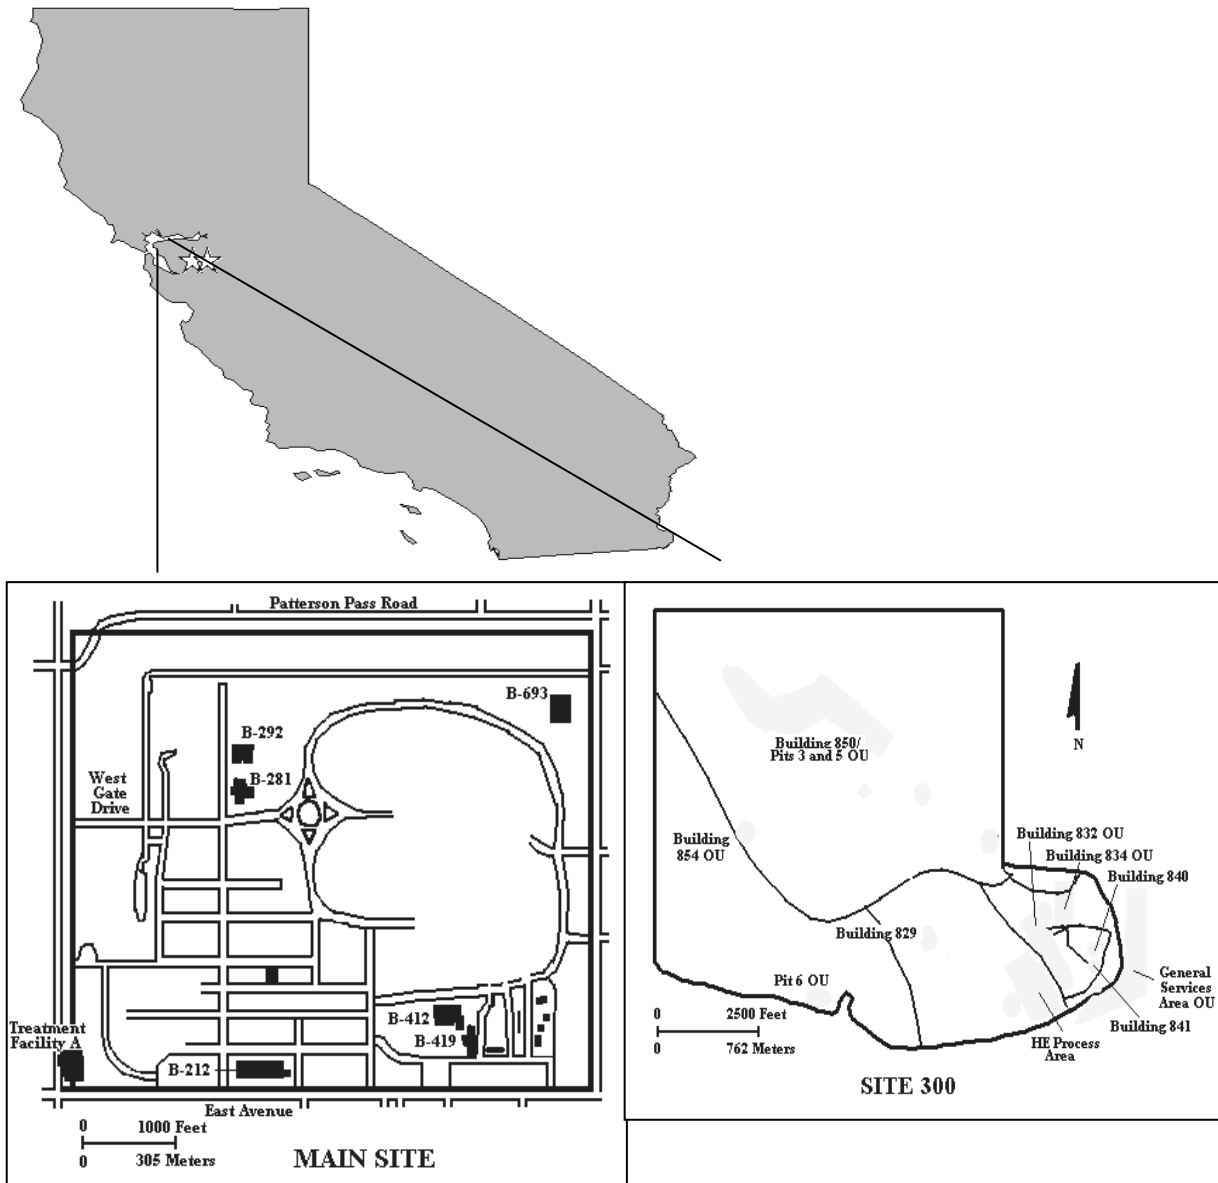 Patterson Pass Road
B-693
B-292
B-281
West
Gate
Drive
Treatment
Facility A
B-412
B-419
B-212
East Avenue
0
1000 Feet
0
305 Meters
MAIN SITE
N
Building 850/
Pits 3 and 5 OU
Building
854 OU
Building 832 OU
Building 834 OU
Building 840
Building 829
Pit 6 OU
General
Services
Area OU
Building 841
HE Process
Area
0
2500 Feet
0
762 Meters
SITE 300